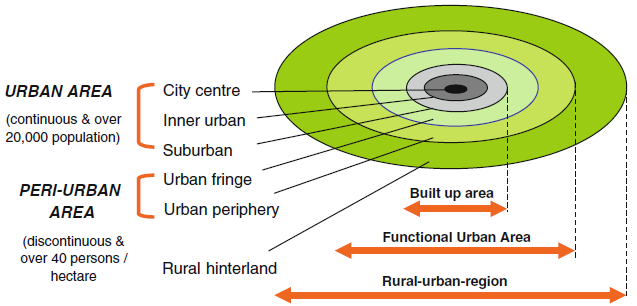 URBAN AREA
(continuous & over
20,000 population)
City centre
Inner urban
Suburban
PERI-URBAN
AREA
(discontinuous &
over 40 persons /
hectare
Urban fringe
Urban periphery
Rural hinterland
Built up area
Functional Urban Area
Rural-urban-region